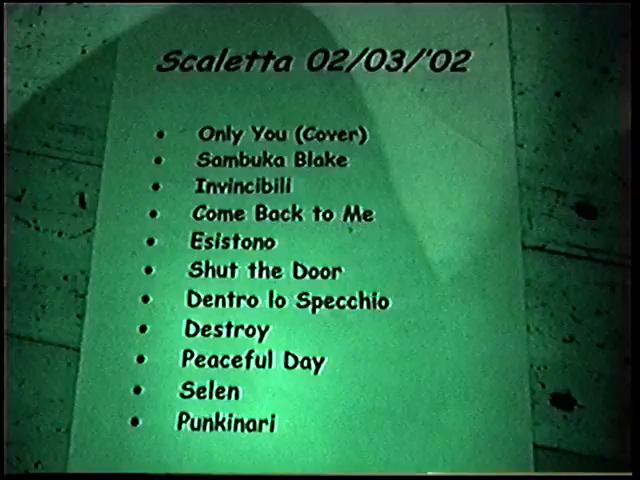 Scaletta 02/03/'02
• Only You (Cover)
• Sambuka Blake
• Invincibili
• Come Back to Me
• Esistono
• Shut the Door
• Dentro lo Specchio
• Destroy
• Peaceful Day
• Selen
• Punkinari